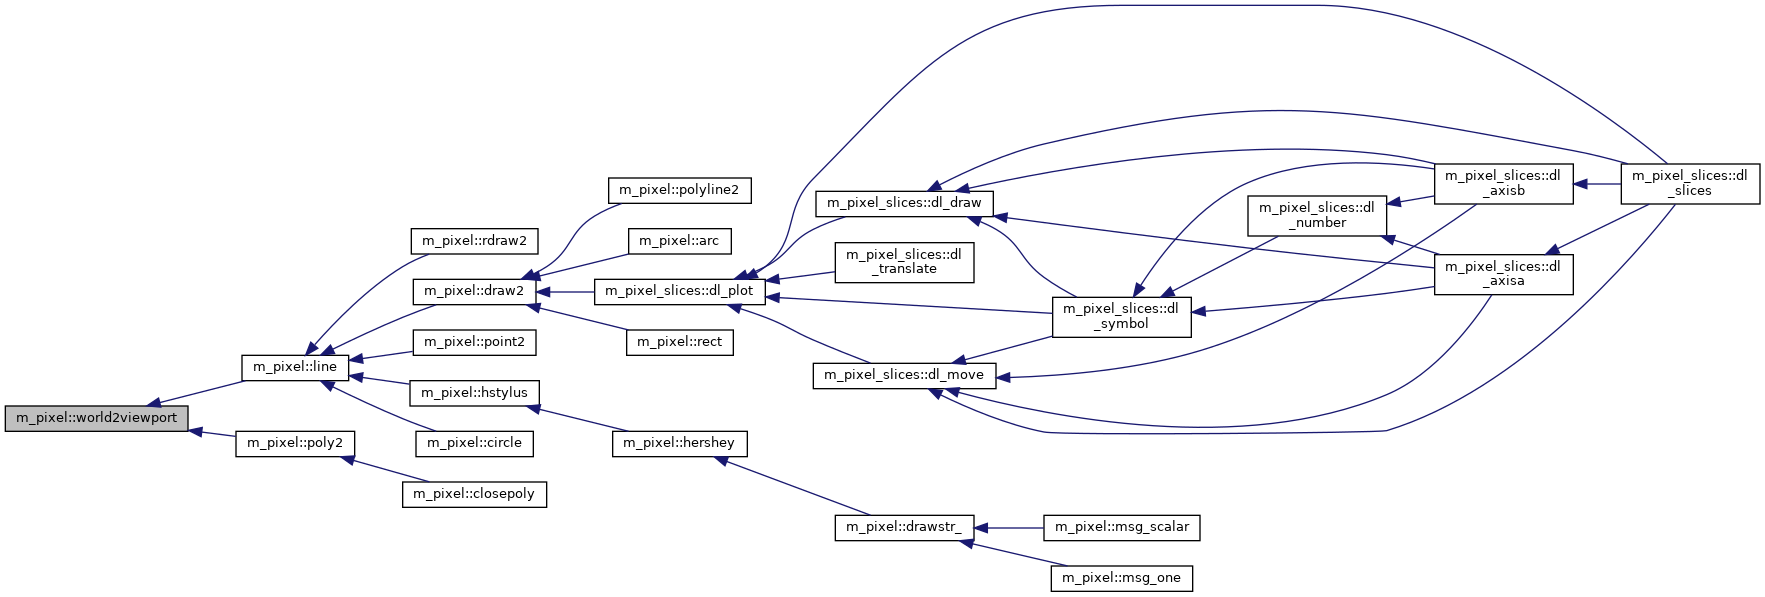 m_pixel::world2viewport
m_pixel::line
m_pixel::poly2
m_pixel::rdraw2
m_pixel::draw2
m_pixel::point2
m_pixel::hstylus
m_pixel::circle
m_pixel::closepoly
m_pixel::polyline2
m_pixel::arc
m_pixel_slices::dl_plot
m_pixel::rect
m_pixel::hershey
m_pixel_slices::dl_draw
m_pixel_slices::dl
_translate
m_pixel_slices::dl_move
m_pixel::drawstr_
m_pixel_slices::dl
_symbol
m_pixel::msg_scalar
m_pixel::msg_one
m_pixel_slices::dl
_number
m_pixel_slices::dl
_axisb
m_pixel_slices::dl
_axisa
m_pixel_slices::dl
_slices